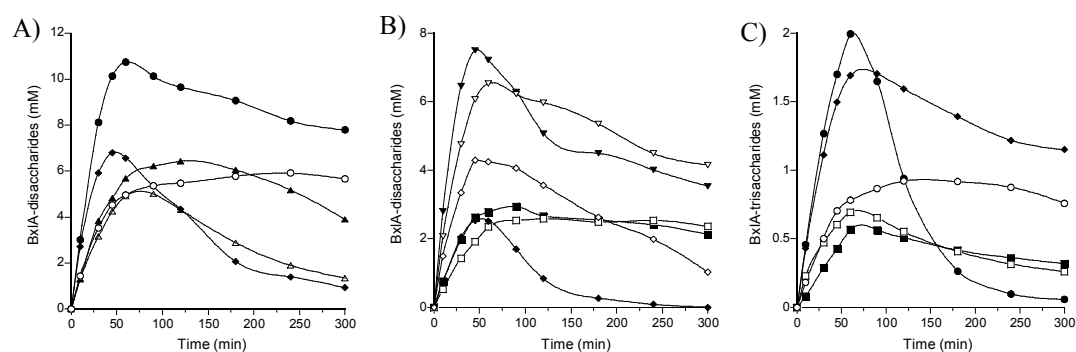 A)
BxlA-disaccharides (mM)
12
10
8
6
4
2
0
0 50 100 150 200 250 300
Time (min)
B)
BxlA-disaccharides (mM)
8
6
4
2
0
0 50 100 150 200 250 300
Time (min)
C)
BxlA-trisaccharides (mM)
2
1.5
1
0.5
0
0 50 100 150 200 250 300
Time (min)